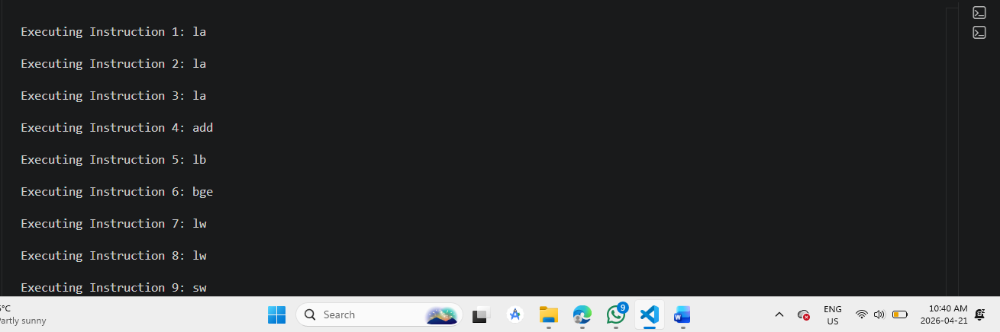 Executing Instruction 1: la
Executing Instruction 2: la
Executing Instruction 3: la
Executing Instruction 4: add
Executing Instruction 5: lb
Executing Instruction 6: bge
Executing Instruction 7: lw
Executing Instruction 8: lw
Executing Instruction 9: sw
°C
Partly sunny
Search
9
W
ENG
US
10:40 AM
2026-04-21